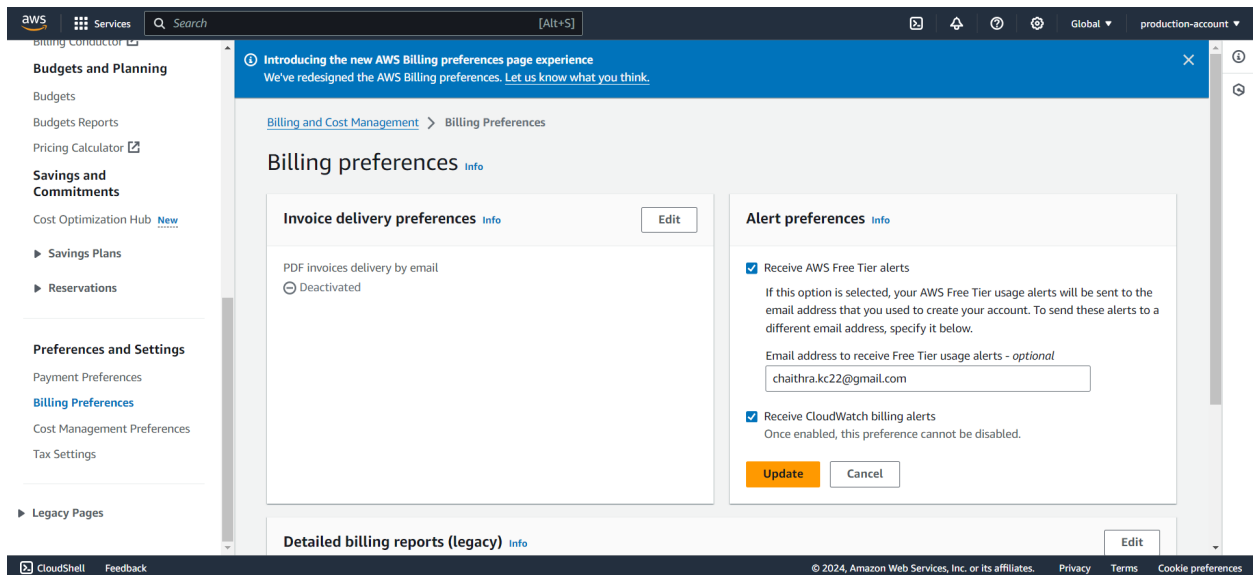 aws
Services
Search
[Alt+S]
Global
production-account
Billing Conductor
Budgets and Planning
Budgets
Budgets Reports
Pricing Calculator
Savings and
Commitments
Cost Optimization Hub New
Savings Plans
Reservations
Preferences and Settings
Payment Preferences
Billing Preferences
Cost Management Preferences
Tax Settings
Legacy Pages
Introducing the new AWS Billing preferences page experience
We've redesigned the AWS Billing preferences. Let us know what you think.
Billing and Cost Management > Billing Preferences
Billing preferences Info
Invoice delivery preferences Info
Edit
PDF invoices delivery by email
Deactivated
Alert preferences Info
Receive AWS Free Tier alerts
If this option is selected, your AWS Free Tier usage alerts will be sent to the
email address that you used to create your account. To send these alerts to a
different email address, specify it below.
Email address to receive Free Tier usage alerts - optional
chaithra.kc22@gmail.com
Receive CloudWatch billing alerts
Once enabled, this preference cannot be disabled.
Update
Cancel
Detailed billing reports (legacy) Info
Edit
CloudShell
Feedback
© 2024, Amazon Web Services, Inc. or its affiliates.
Privacy
Terms
Cookie preferences